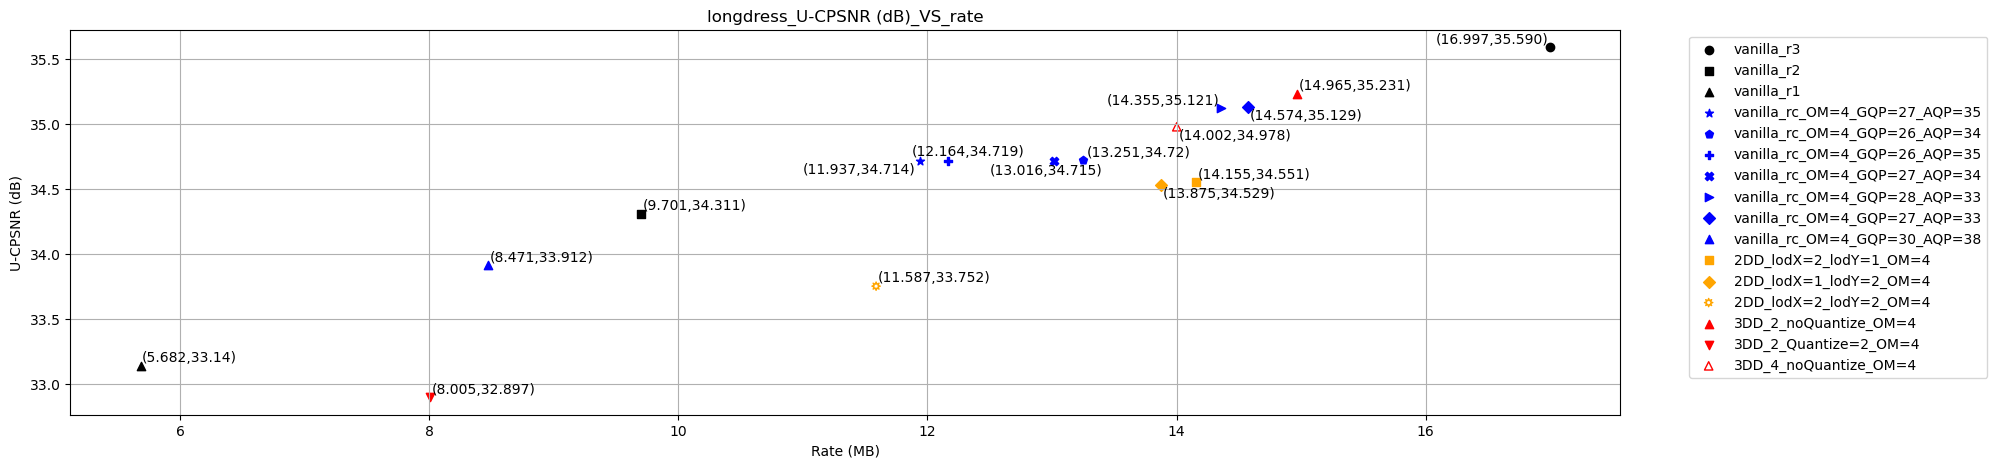 longdress_U-CPSNR (dB)_VS_rate
U-CPSNR (dB)
35.5
35.0
34.5
34.0
33.5
33.0
(16.997,35.590)
(14.965,35.231)
(14.355,35.121)
(14.574,35.129)
(14.002,34.978)
(12.164,34.719)
(13.251,34.72)
(11.937,34.714)
(13.016,34.715)
(14.155,34.551)
(13.875,34.529)
(9.701,34.311)
(8.471,33.912)
(11.587,33.752)
(5.682,33.14)
(8.005,32.897)
6
8
10
12
14
16
Rate (MB)
vanilla_r3
vanilla_r2
vanilla_r1
vanilla_rc_OM=4_GQP=27_AQP=35
vanilla_rc_OM=4_GQP=26_AQP=34
vanilla_rc_OM=4_GQP=26_AQP=35
vanilla_rc_OM=4_GQP=27_AQP=34
vanilla_rc_OM=4_GQP=28_AQP=33
vanilla_rc_OM=4_GQP=27_AQP=33
vanilla_rc_OM=4_GQP=30_AQP=38
2DD_lodX=2_lodY=1_OM=4
2DD_lodX=1_lodY=2_OM=4
2DD_lodX=2_lodY=2_OM=4
3DD_2_noQuantize_OM=4
3DD_2_Quantize=2_OM=4
3DD_4_noQuantize_OM=4